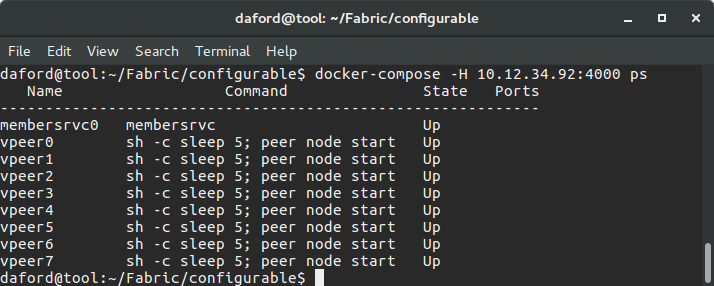 daford@tool: ~/Fabric/configurable
File Edit View Search Terminal Help
daford@tool:~/Fabric/configurable$ docker-compose -H 10.12.34.92:4000 ps
   Name                   Command                State   Ports
----------------------------------------------------------------
membersrvc0   membersrvc                         Up
vpeer0        sh -c sleep 5; peer node start   Up
vpeer1        sh -c sleep 5; peer node start   Up
vpeer2        sh -c sleep 5; peer node start   Up
vpeer3        sh -c sleep 5; peer node start   Up
vpeer4        sh -c sleep 5; peer node start   Up
vpeer5        sh -c sleep 5; peer node start   Up
vpeer6        sh -c sleep 5; peer node start   Up
vpeer7        sh -c sleep 5; peer node start   Up
daford@tool:~/Fabric/configurable$